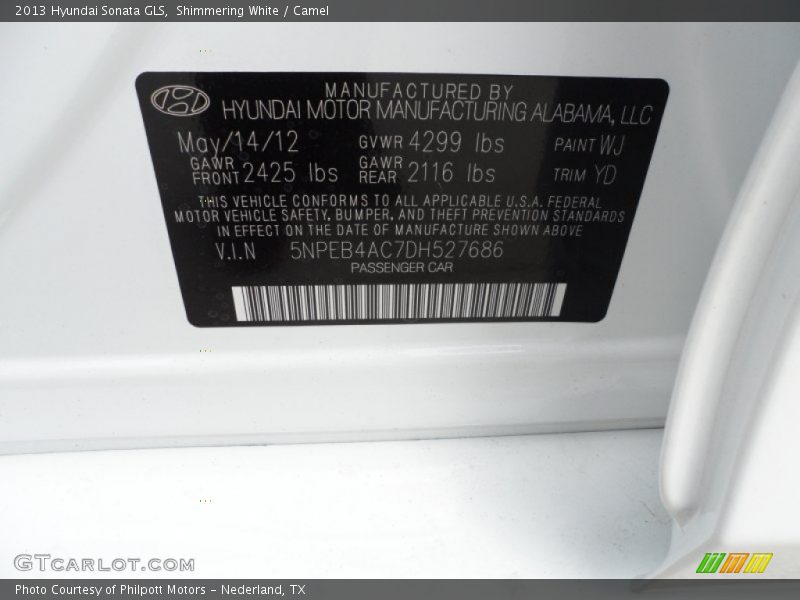 2013 Hyundai Sonata GLS, Shimmering White / Camel
MANUFACTURED BY
HYUNDAI MOTOR MANUFACTURING ALABAMA, LLC
May/14/12 GVWR 4299 lbs PAINT WJ
GAWR FRONT 2425 lbs GAWR REAR 2116 lbs TRIM YD
THIS VEHICLE CONFORMS TO ALL APPLICABLE U.S.A. FEDERAL
MOTOR VEHICLE SAFETY, BUMPER, AND THEFT PREVENTION STANDARDS
IN EFFECT ON THE DATE OF MANUFACTURE SHOWN ABOVE
V.I.N 5NPEB4AC7DH527686
PASSENGER CAR
GTCARLOT.COM
Photo Courtesy of Philpott Motors - Nederland, TX